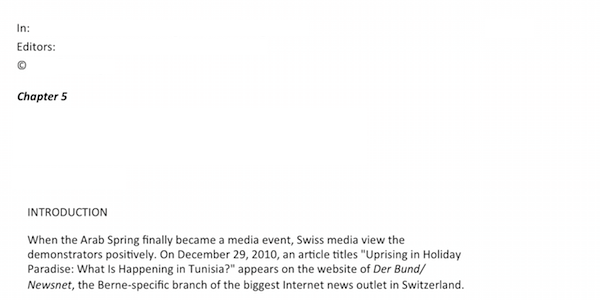 In:
Editors:
©
Chapter 5
INTRODUCTION
When the Arab Spring finally became a media event, Swiss media view the
demonstrators positively. On December 29, 2010, an article titles "Uprising in Holiday
Paradise: What Is Happening in Tunisia?" appears on the website of Der Bund/
Newsnet, the Berne-specific branch of the biggest Internet news outlet in Switzerland.